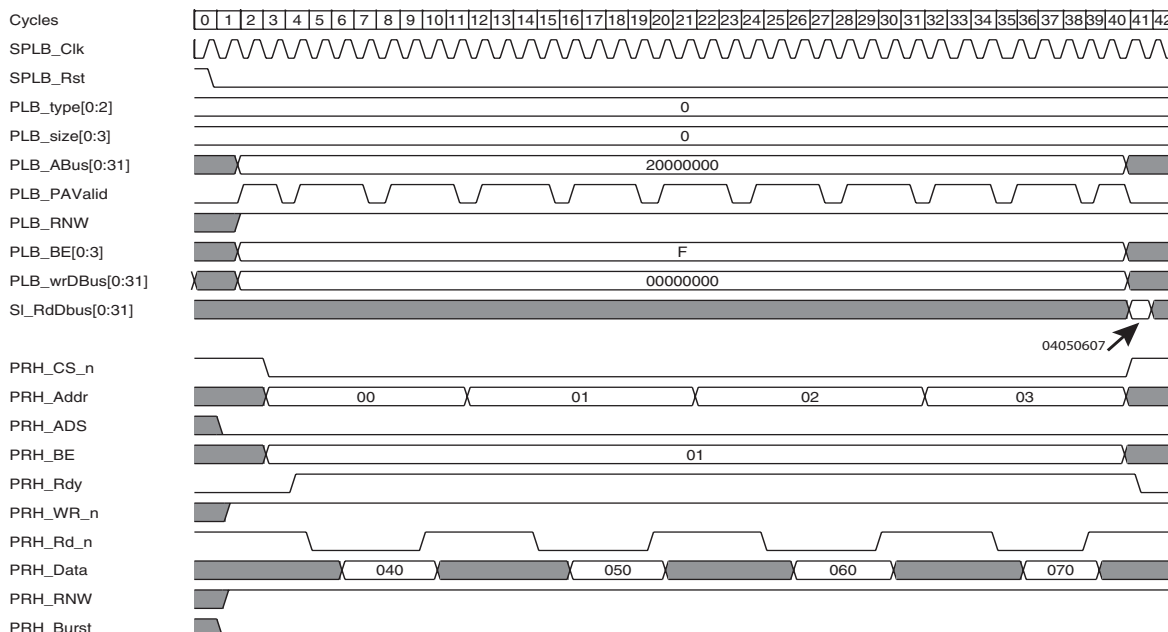 Cycles 0 1 2 3 4 5 6 7 8 9 10 11 12 13 14 15 16 17 18 19 20 21 22 23 24 25 26 27 28 29 30 31 32 33 34 35 36 37 38 39 40 41 42
SPLB_Clk
SPLB_Rst
PLB_type[0:2] 0
PLB_size[0:3] 0
PLB_ABus[0:31] 20000000
PLB_PAValid
PLB_RNW
PLB_BE[0:3] F
PLB_wrDBus[0:31] 00000000
Sl_RdDbus[0:31]
04050607
PRH_CS_n
PRH_Addr 00 01 02 03
PRH_ADS
PRH_BE 01
PRH_Rdy
PRH_WR_n
PRH_Rd_n
PRH_Data 040 050 060 070
PRH_RNW
PRH_Burst